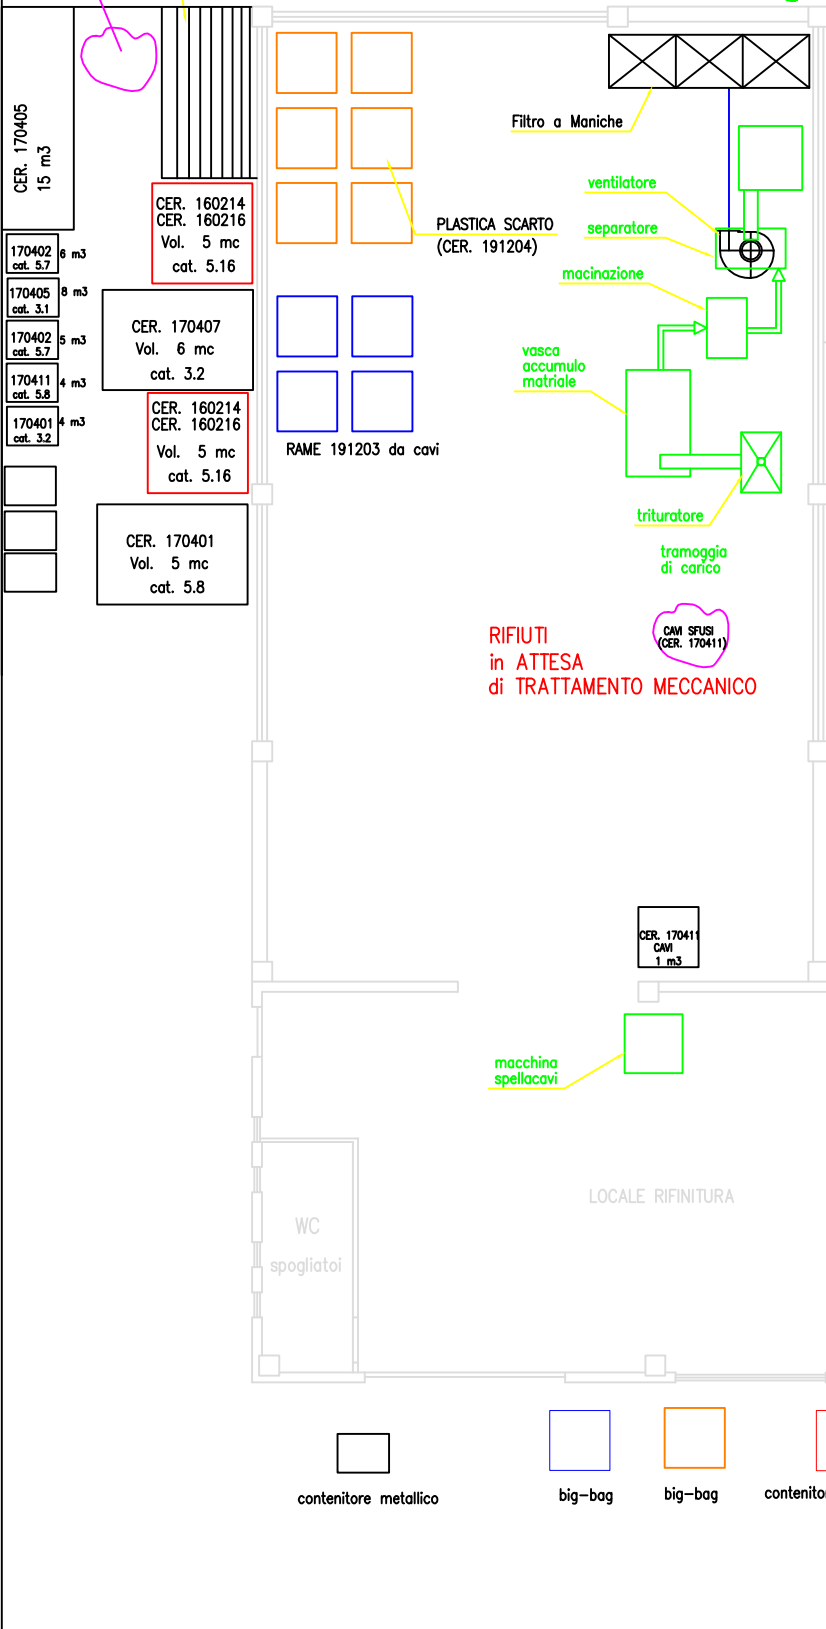 CER. 170405
15 m3
CER. 160214
CER. 160216
Vol. 5 mc
cat. 5.16
170402
cat. 5.7
6 m3
170405
cat. 3.1
8 m3
170402
cat. 5.7
5 m3
170411
cat. 5.8
4 m3
170401
cat. 3.2
4 m3
CER. 170407
Vol. 6 mc
cat. 3.2
CER. 160214
CER. 160216
Vol. 5 mc
cat. 5.16
CER. 170401
Vol. 5 mc
cat. 5.8
Filtro a Maniche
PLASTICA SCARTO
(CER. 191204)
ventilatore
separatore
macinazione
vasca
accumulo
matriale
RAME 191203 da cavi
trituratore
tramoggia
di carico
CAVI SFUSI
(CER. 170411)
RIFIUTI
in ATTESA
di TRATTAMENTO MECCANICO
CER. 170411
CAVI
1 m3
macchina
spellacavi
LOCALE RIFINITURA
WC
spogliatoi
contenitore metallico
big-bag
big-bag
contenito